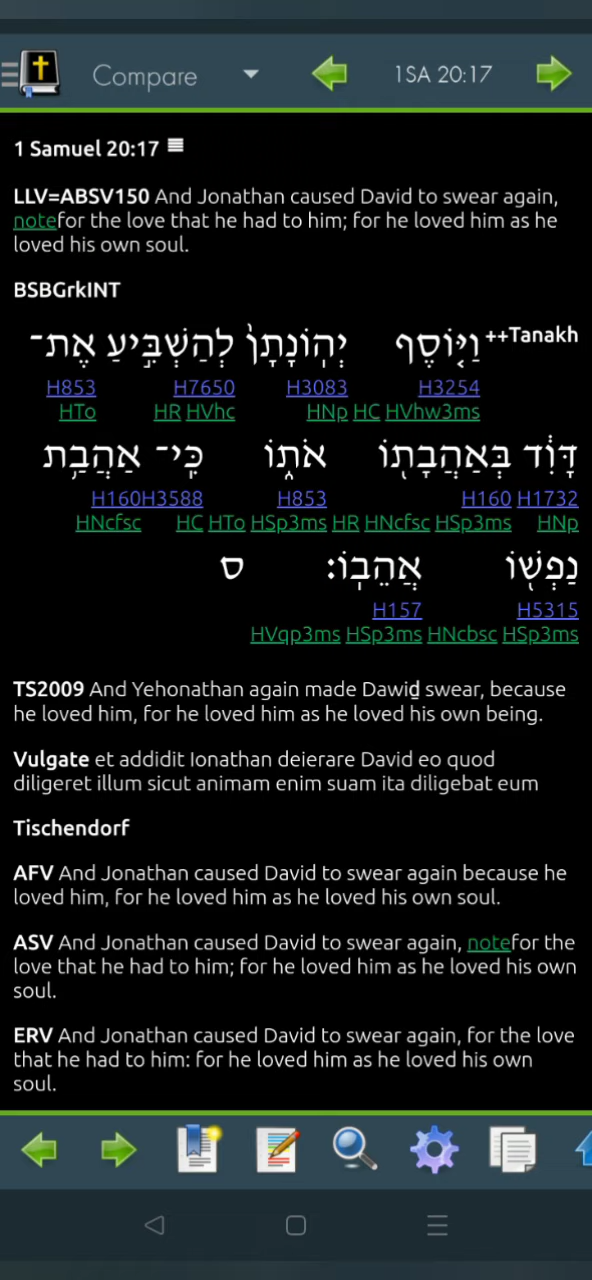 Compare
1SA 20:17
1 Samuel 20:17
LLV=ABSV150 And Jonathan caused David to swear again,
notefor the love that he had to him; for he loved him as he
loved his own soul.
BSBGrkINT
++Tanakh וַיּ֤וֹסֶף יְהֽוֹנָתָן֙ לְהַשְׁבִּ֣יעַ אֶת־
H853 H7650 H3083 H3254
HTo HR HVhc HNp HC HVhw3ms
דָּוִ֔ד בְּאַהֲבָת֖וֹ אֹת֑וֹ כִּֽי־ אַהֲבַ֥ת
H160H3588 H853 H160 H1732
HNcfsc HC HTo HSp3ms HR HNcfsc HSp3ms HNp
נַפְשׁ֖וֹ אֲהֵבֽוֹ׃ ס
H157 H5315
HVqp3ms HSp3ms HNcbsc HSp3ms
TS2009 And Yehonathan again made Dawiḏ swear, because
he loved him, for he loved him as he loved his own being.
Vulgate et addidit Ionathan deierare David eo quod
diligeret illum sicut animam enim suam ita diligebat eum
Tischendorf
AFV And Jonathan caused David to swear again because he
loved him, for he loved him as he loved his own soul.
ASV And Jonathan caused David to swear again, notefor the
love that he had to him; for he loved him as he loved his own
soul.
ERV And Jonathan caused David to swear again, for the love
that he had to him: for he loved him as he loved his own
soul.